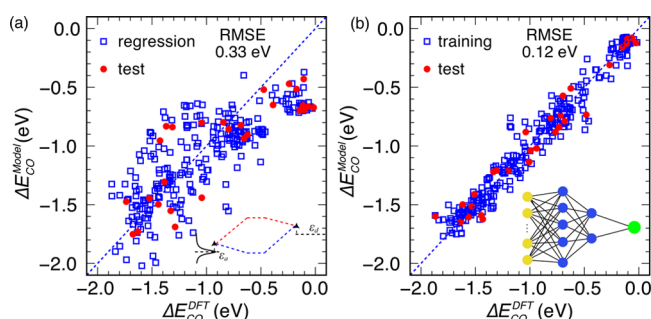 (a)
0.0
−0.5
−1.0
−1.5
−2.0
ΔE_CO^Model (eV)
regression
test
RMSE
0.33 eV
ε_a
ε_d
−2.0 −1.5 −1.0 −0.5 0.0
ΔE_CO^DFT (eV)
(b)
0.0
−0.5
−1.0
−1.5
−2.0
ΔE_CO^Model (eV)
training
test
RMSE
0.12 eV
−2.0 −1.5 −1.0 −0.5 0.0
ΔE_CO^DFT (eV)